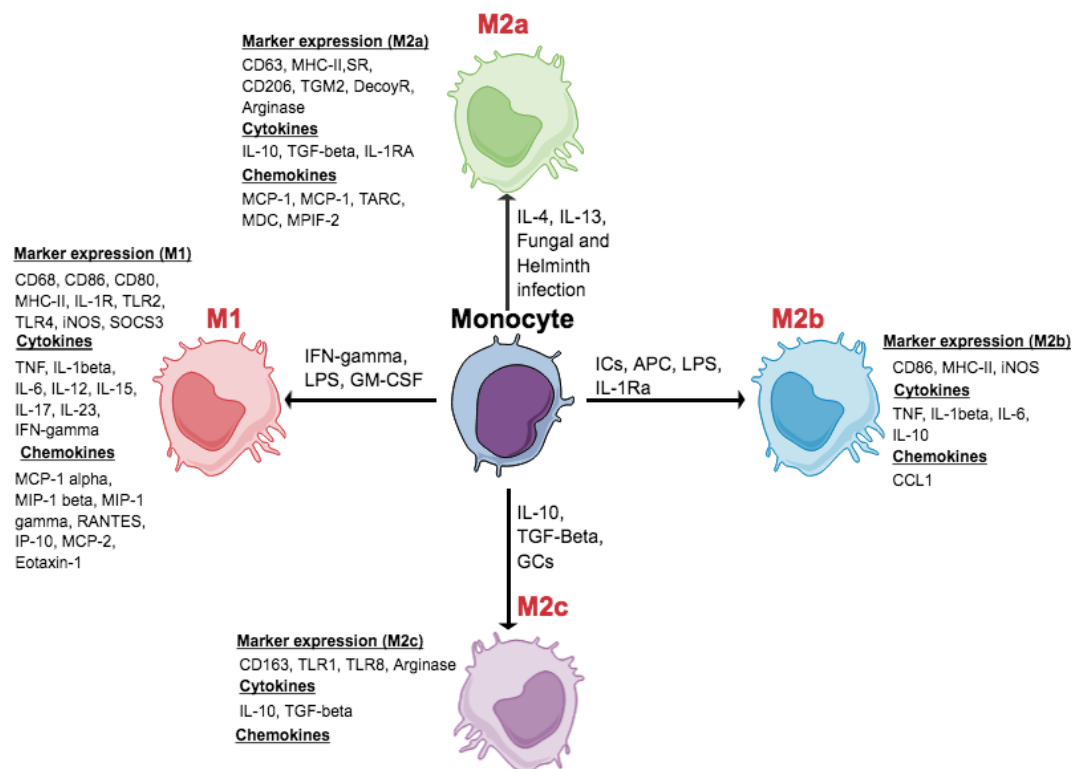 M2a
Marker expression (M2a)
CD63, MHC-II,SR,
CD206, TGM2, DecoyR,
Arginase
Cytokines
IL-10, TGF-beta, IL-1RA
Chemokines
MCP-1, MCP-1, TARC,
MDC, MPIF-2
IL-4, IL-13,
Fungal and
Helminth
infection
Marker expression (M1)
CD68, CD86, CD80,
MHC-II, IL-1R, TLR2,
TLR4, iNOS, SOCS3
Cytokines
TNF, IL-1beta,
IL-6, IL-12, IL-15,
IL-17, IL-23,
IFN-gamma
Chemokines
MCP-1 alpha,
MIP-1 beta, MIP-1
gamma, RANTES,
IP-10, MCP-2,
Eotaxin-1
M1
IFN-gamma,
LPS, GM-CSF
Monocyte
ICs, APC, LPS,
IL-1Ra
M2b
Marker expression (M2b)
CD86, MHC-II, iNOS
Cytokines
TNF, IL-1beta, IL-6,
IL-10
Chemokines
CCL1
IL-10,
TGF-Beta,
GCs
M2c
Marker expression (M2c)
CD163, TLR1, TLR8, Arginase
Cytokines
IL-10, TGF-beta
Chemokines